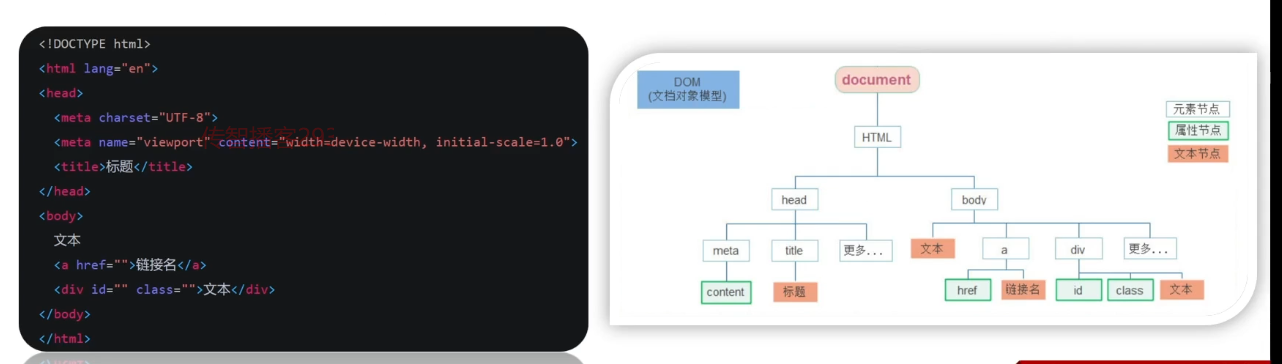 <!DOCTYPE html>
<html lang="en">
<head>
<meta charset="UTF-8">
<meta name="viewport" content="width=device-width, initial-scale=1.0">
<title>标题</title>
</head>
<body>
文本
<a href="">链接名</a>
<div id="" class="">文本</div>
</body>
</html>
DOM
(文档对象模型)
document
元素节点
属性节点
文本节点
HTML
head
body
meta
title
更多...
文本
a
div
更多...
content
标题
href
链接名
id
class
文本